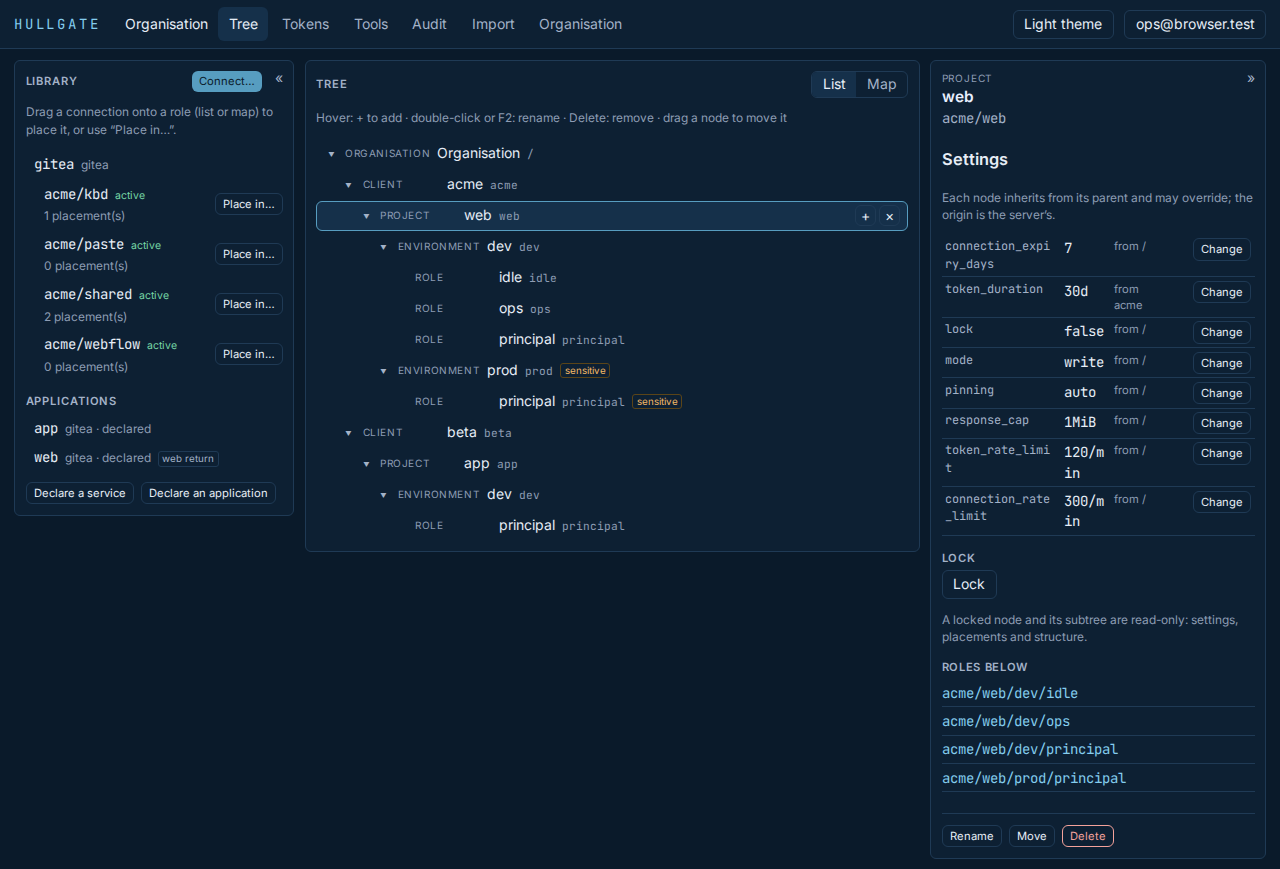 HULLGATE Organisation Tree Tokens Tools Audit Import Organisation Light theme ops@browser.test
LIBRARY Connect… «
Drag a connection onto a role (list or map) to
place it, or use “Place in…”.
gitea gitea
acme/kbd active
1 placement(s) Place in…
acme/paste active
0 placement(s) Place in…
acme/shared active
2 placement(s) Place in…
acme/webflow active
0 placement(s) Place in…
APPLICATIONS
app gitea · declared
web gitea · declared web return
Declare a service Declare an application
TREE List Map
Hover: + to add · double-click or F2: rename · Delete: remove · drag a node to move it
▾ ORGANISATION Organisation /
▾ CLIENT acme acme
▾ PROJECT web web + ×
▾ ENVIRONMENT dev dev
ROLE idle idle
ROLE ops ops
ROLE principal principal
▾ ENVIRONMENT prod prod sensitive
ROLE principal principal sensitive
▾ CLIENT beta beta
▾ PROJECT app app
▾ ENVIRONMENT dev dev
ROLE principal principal
PROJECT »
web
acme/web
Settings
Each node inherits from its parent and may override; the
origin is the server’s.
connection_expi 7 from / Change
ry_days
token_duration 30d from Change
acme
lock false from / Change
mode write from / Change
pinning auto from / Change
response_cap 1MiB from / Change
token_rate_limi 120/m from / Change
t in
connection_rate 300/m from / Change
_limit in
LOCK
Lock
A locked node and its subtree are read-only: settings,
placements and structure.
ROLES BELOW
acme/web/dev/idle
acme/web/dev/ops
acme/web/dev/principal
acme/web/prod/principal
Rename Move Delete